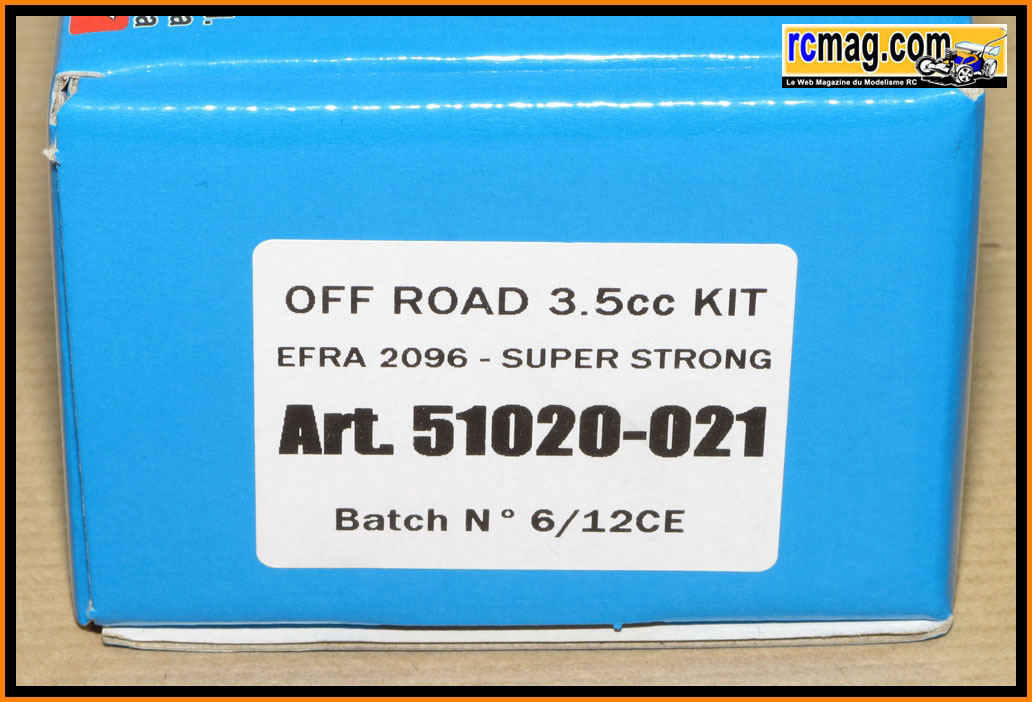 rcmag.com
Le Web Magazine du Modelisme RC
OFF ROAD 3.5cc KIT
EFRA 2096 - SUPER STRONG
Art. 51020-021
Batch N° 6/12CE